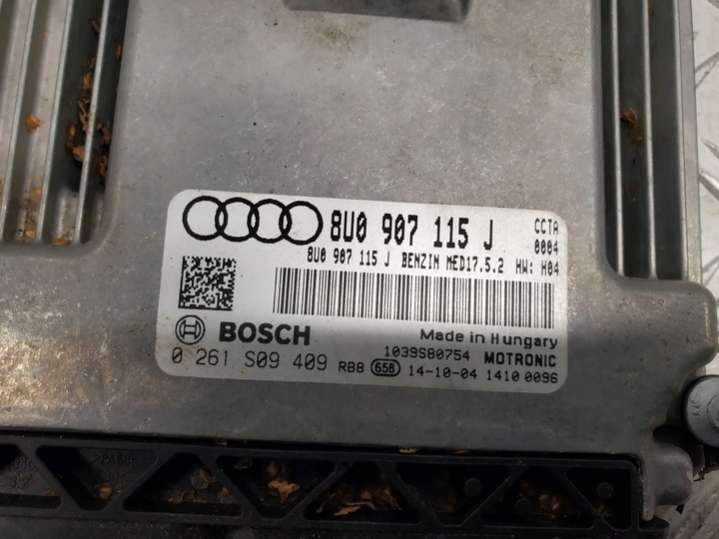 8U0 907 115 J CCTA 0004
8U0 907 115 J BENZIN MED17.5.2 HW: H04
BOSCH Made in Hungary
1039S80754 MOTRONIC
0 261 S09 409 RB8 658 14-10-04 1410 0096